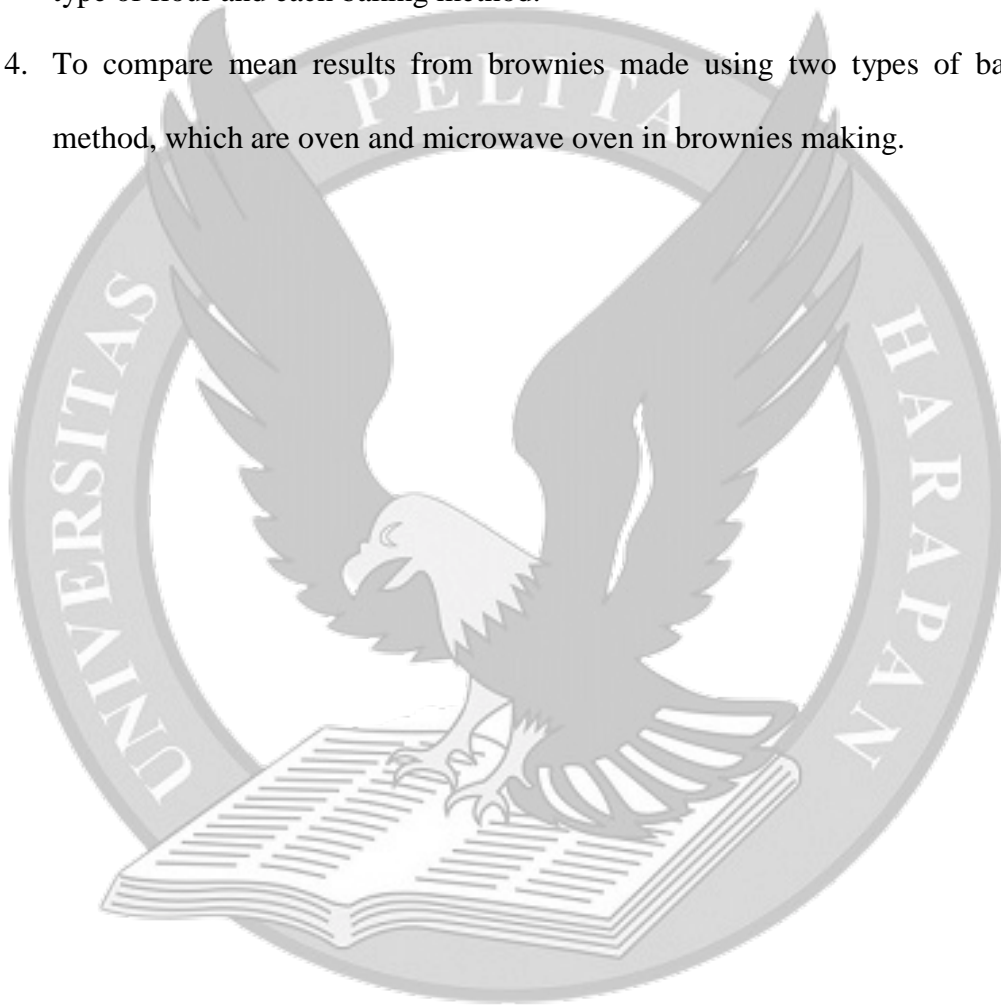 type of flour and each baking method.
4. To compare mean results from brownies made using two types of ba
method, which are oven and microwave oven in brownies making.
UNIVERSITAS PELITA HARAPAN